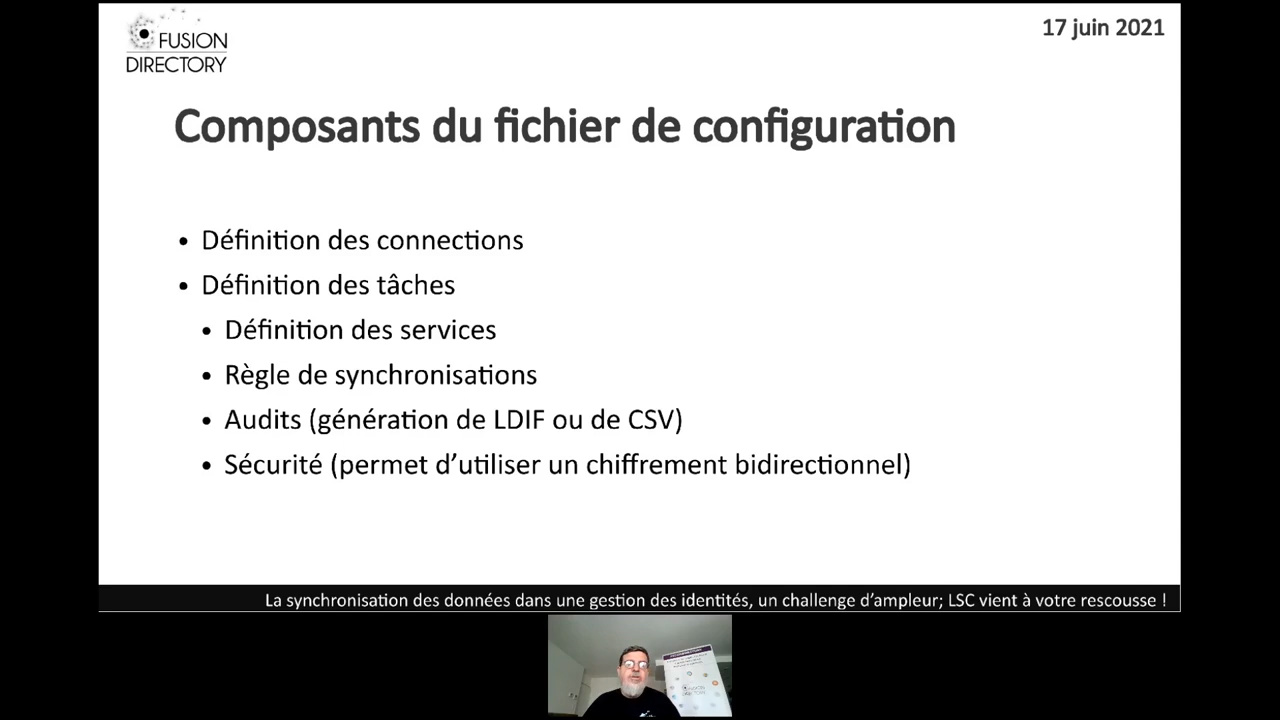 FUSION
DIRECTORY
17 juin 2021
Composants du fichier de configuration
• Définition des connections
• Définition des tâches
• Définition des services
• Règle de synchronisations
• Audits (génération de LDIF ou de CSV)
• Sécurité (permet d'utiliser un chiffrement bidirectionnel)
La synchronisation des données dans une gestion des identités, un challenge d'ampleur; LSC vient à votre rescousse !
FUSION
DIRECTORY